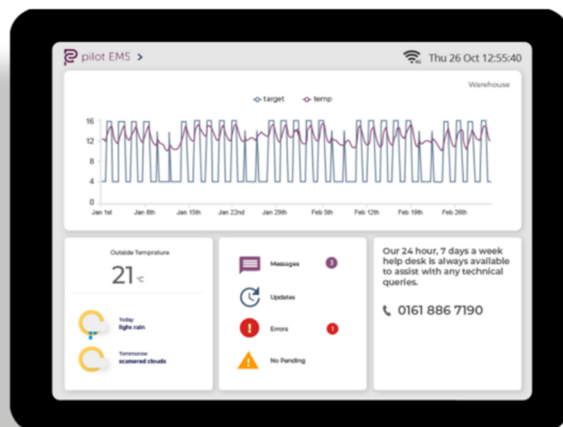 pilot EMS >
Thu 26 Oct 12:55:40
Warehouse
target temp
16
12
8
4
0
Jan 1st Jan 8th Jan 15th Jan 22nd Jan 29th Feb 5th Feb 12th Feb 19th Feb 26th
Outside Temprature
21 °C
Today
light rain
Tommorow
scatered clouds
Messages 3
Updates
Errors 1
No Pending
Our 24 hour, 7 days a week
help desk is always available
to assist with any technical
queries.
0161 886 7190